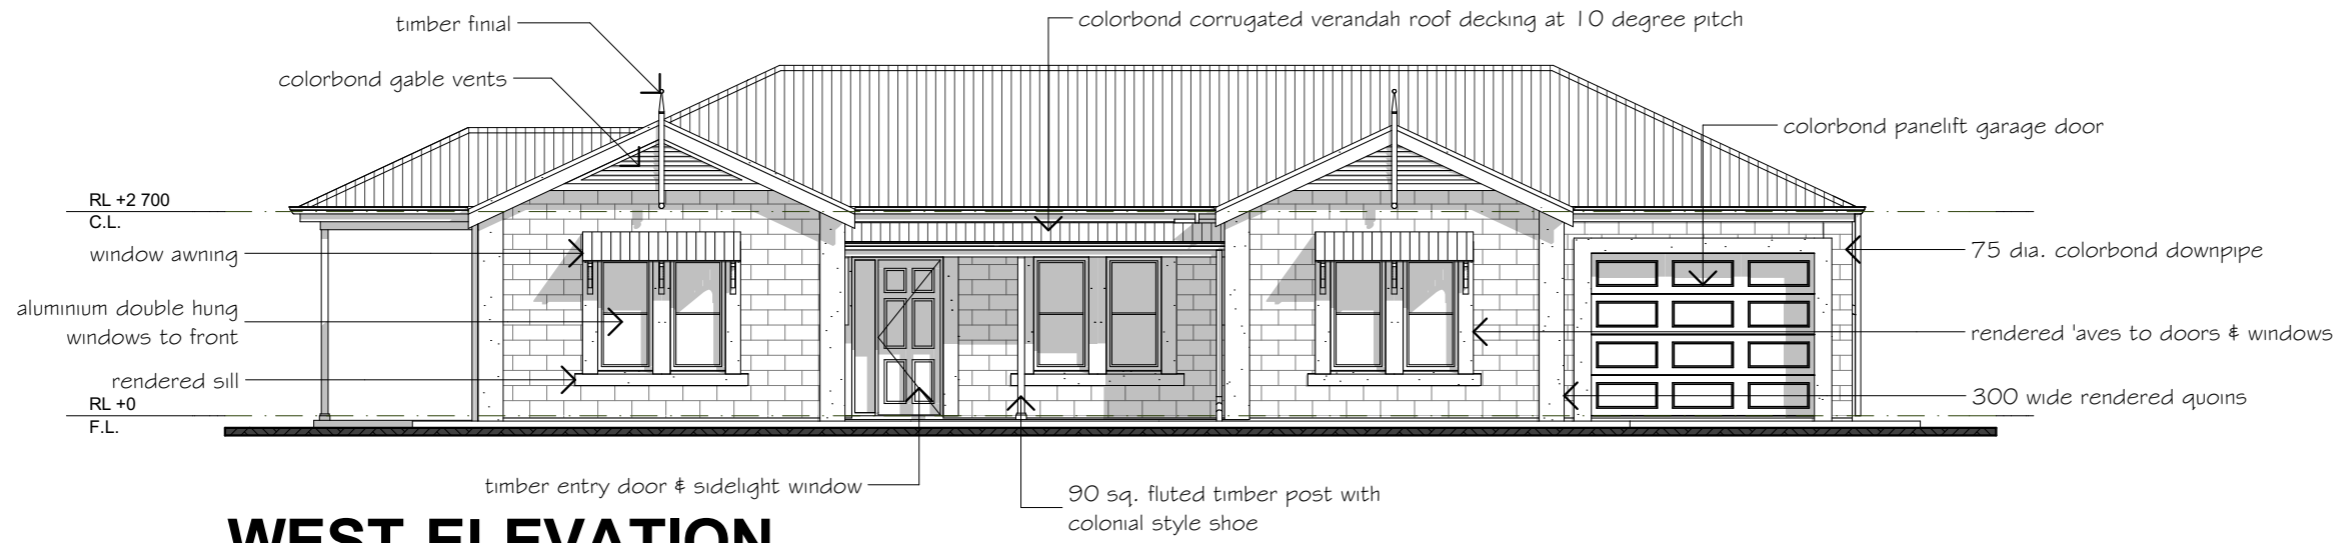 timber finial
colorbond gable vents
colorbond corrugated verandah roof decking at 10 degree pitch
colorbond panelift garage door
RL +2 700
C.L.
window awning
75 dia. colorbond downpipe
aluminium double hung
windows to front
rendered 'aves to doors & windows
rendered sill
RL +0
F.L.
300 wide rendered quoins
timber entry door & sidelight window
90 sq. fluted timber post with
colonial style shoe
WEST ELEVATION